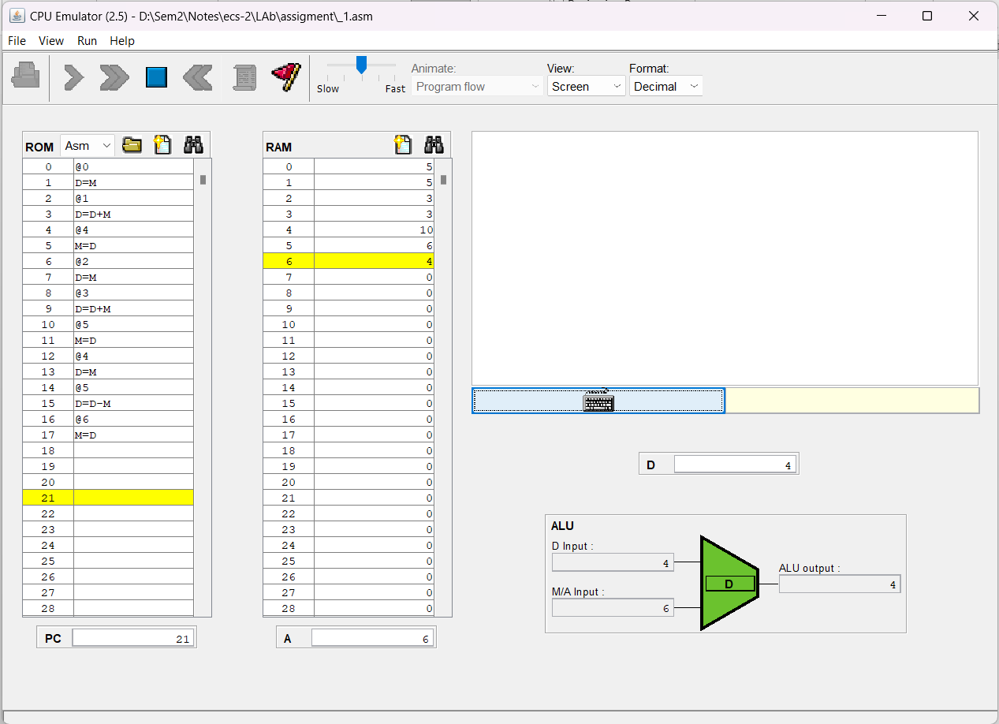 CPU Emulator (2.5) - D:\Sem2\Notes\ecs-2\LAb\assigment\_1.asm
File View Run Help
Slow Fast
Animate:
Program flow
View:
Screen
Format:
Decimal
ROM Asm
0 @0
1 D=M
2 @1
3 D=D+M
4 @4
5 M=D
6 @2
7 D=M
8 @3
9 D=D+M
10 @5
11 M=D
12 @4
13 D=M
14 @5
15 D=D-M
16 @6
17 M=D
18
19
20
21
22
23
24
25
26
27
28
PC 21
RAM
0 5
1 5
2 3
3 3
4 10
5 6
6 4
7 0
8 0
9 0
10 0
11 0
12 0
13 0
14 0
15 0
16 0
17 0
18 0
19 0
20 0
21 0
22 0
23 0
24 0
25 0
26 0
27 0
28 0
A 6
D 4
ALU
D Input :
4
M/A Input :
6
D
ALU output :
4